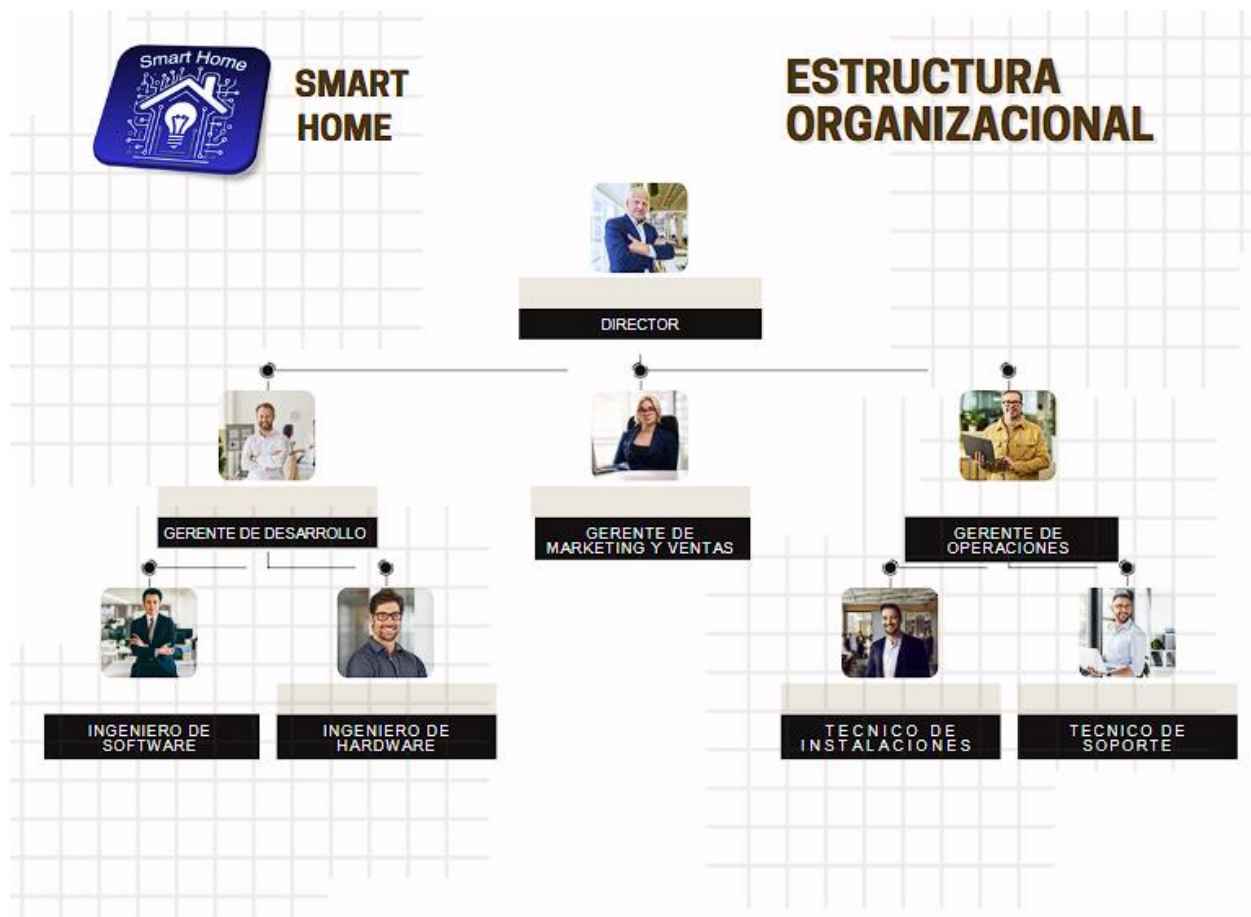 Smart Home
SMART
HOME
ESTRUCTURA
ORGANIZACIONAL
DIRECTOR
GERENTE DE DESARROLLO
GERENTE DE
MARKETING Y VENTAS
GERENTE DE
OPERACIONES
INGENIERO DE
SOFTWARE
INGENIERO DE
HARDWARE
TECNICO DE
INSTALACIONES
TECNICO DE
SOPORTE